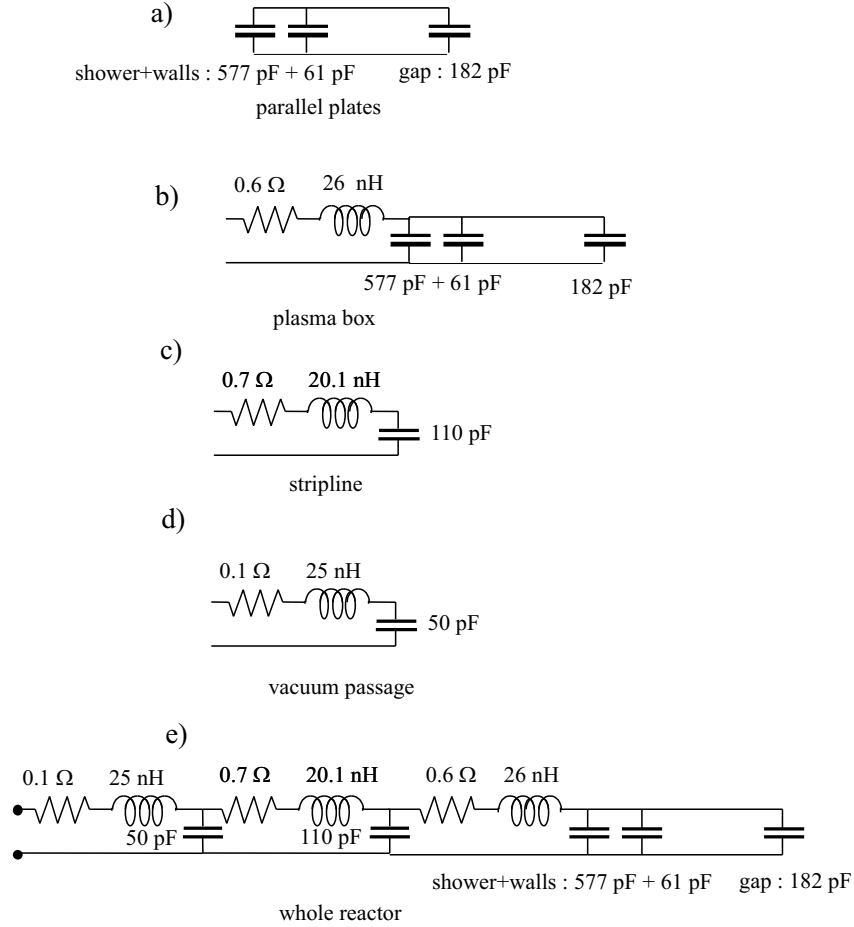 a)
shower+walls : 577 pF + 61 pF gap : 182 pF
parallel plates
b)
0.6 Ω 26 nH
577 pF + 61 pF 182 pF
plasma box
c)
0.7 Ω 20.1 nH
110 pF
stripline
d)
0.1 Ω 25 nH
50 pF
vacuum passage
e)
0.1 Ω 25 nH 0.7 Ω 20.1 nH 0.6 Ω 26 nH
50 pF 110 pF
shower+walls : 577 pF + 61 pF gap : 182 pF
whole reactor